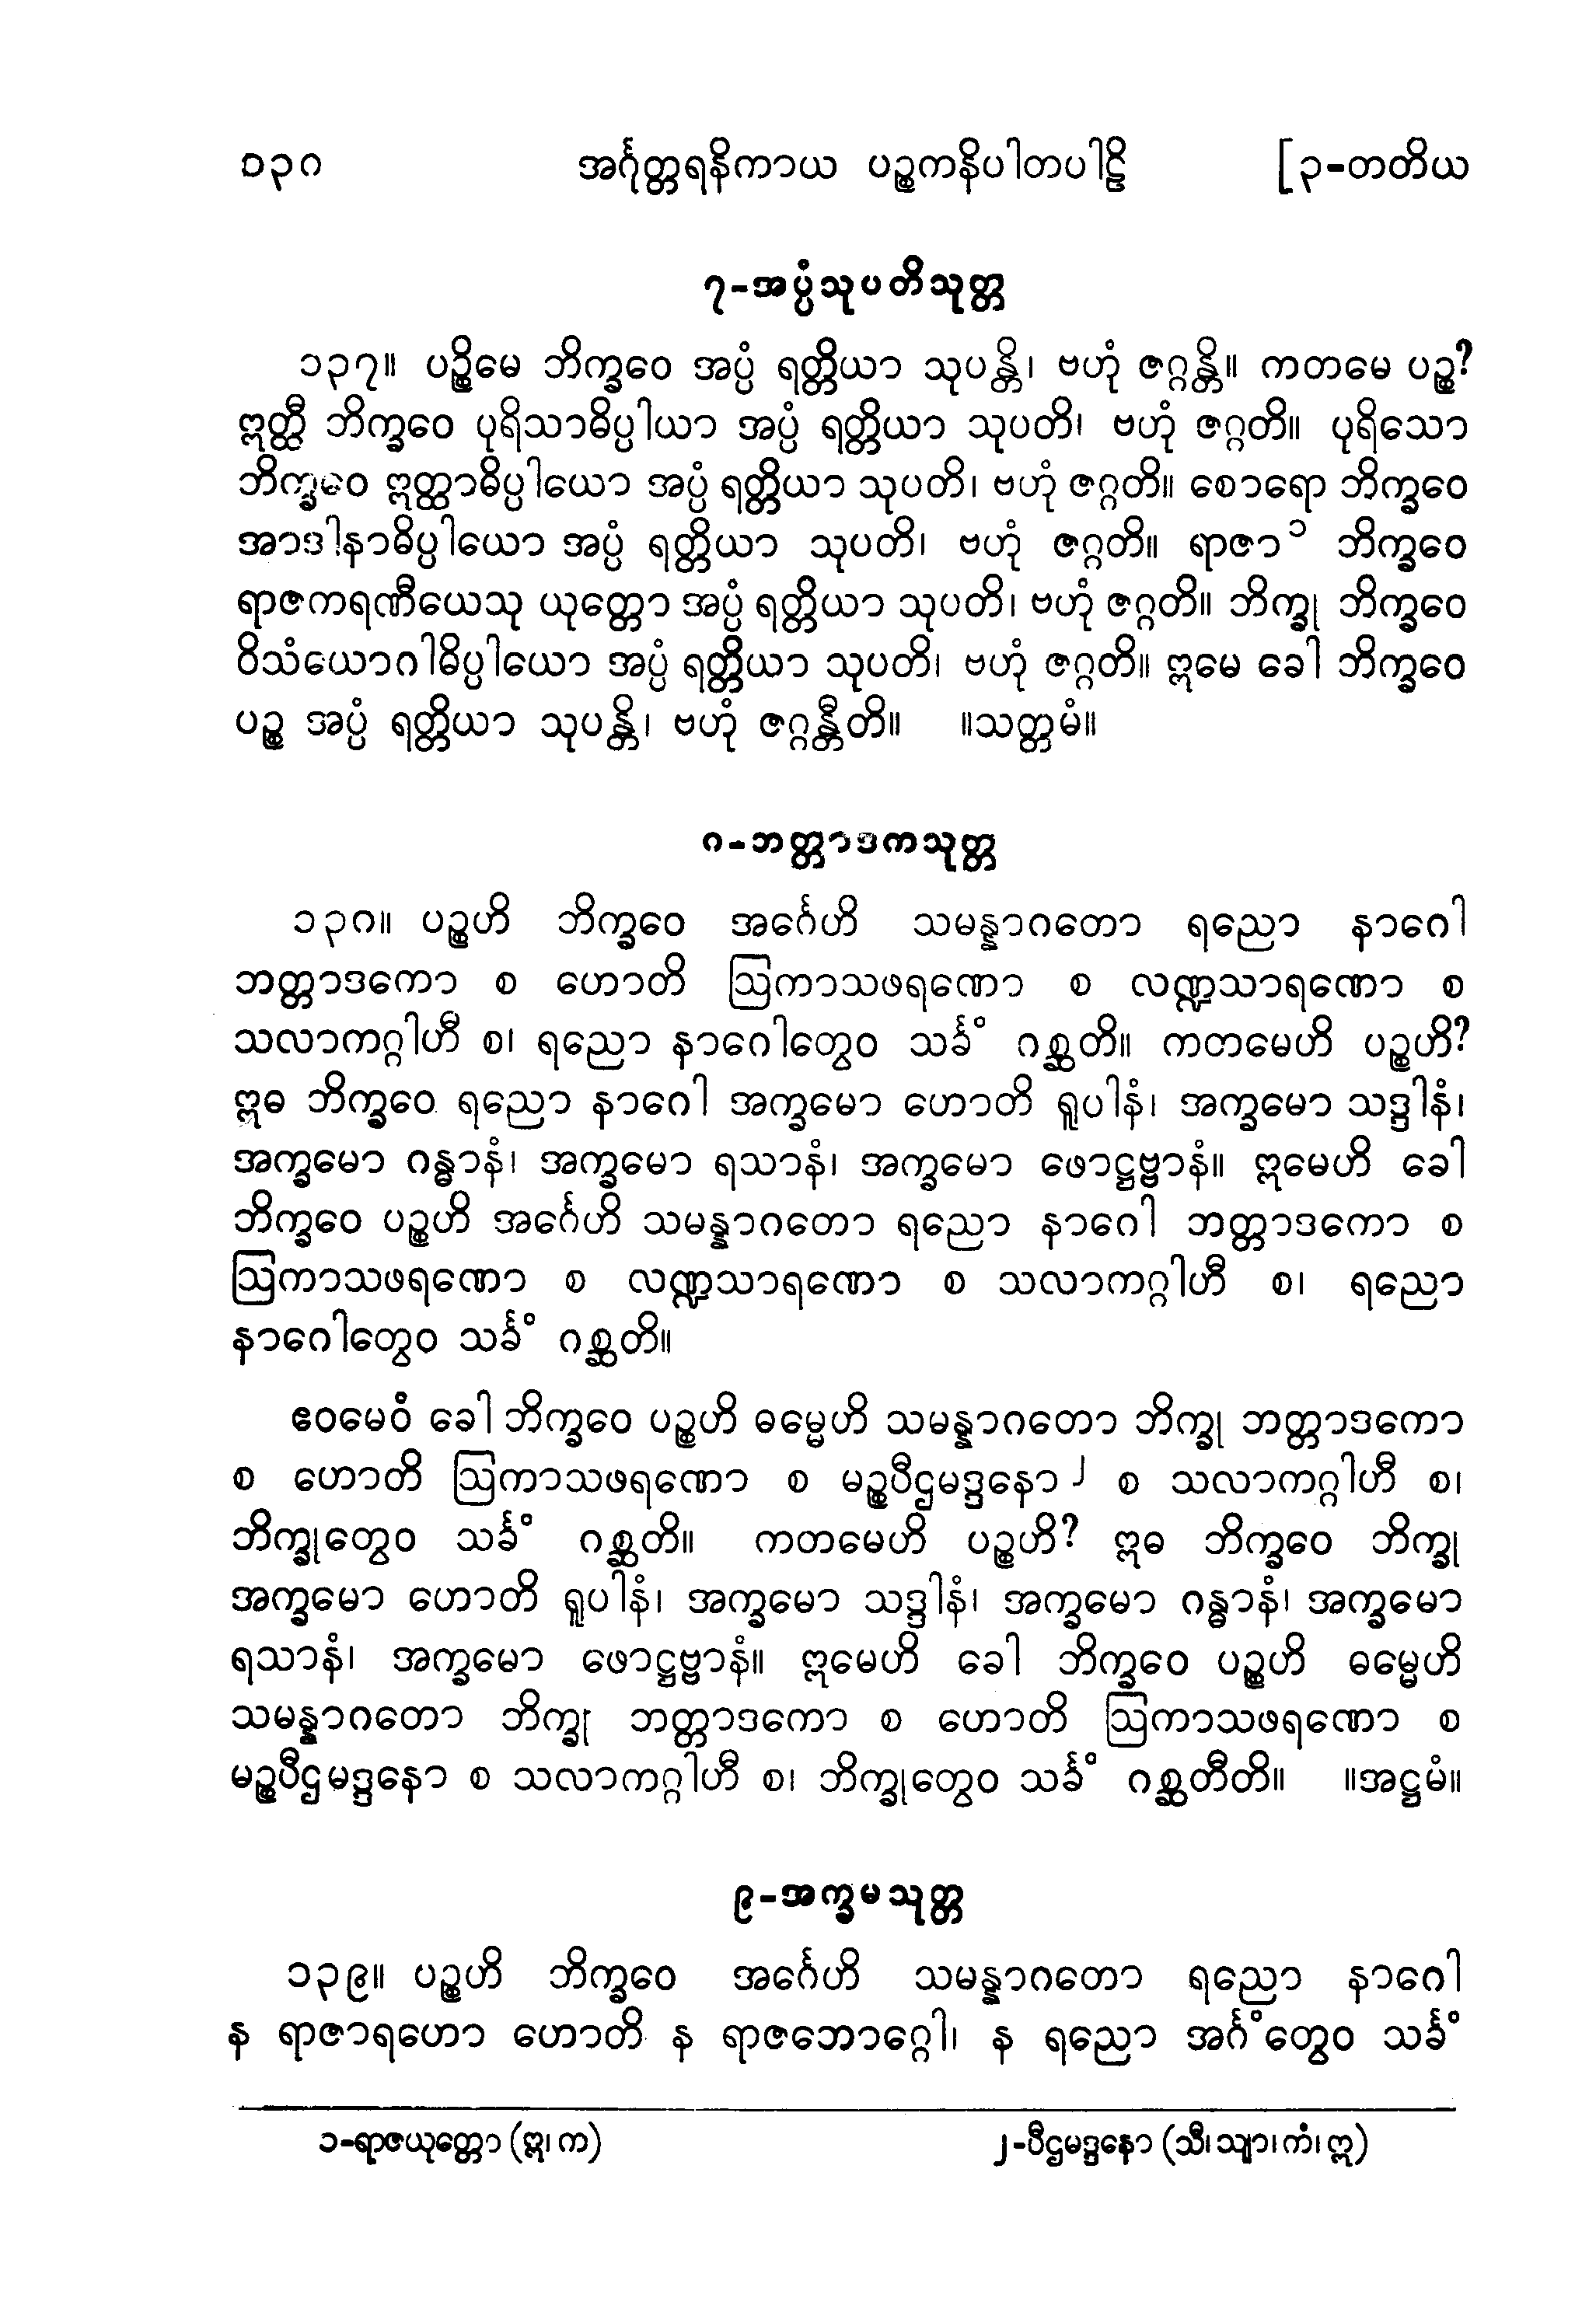 ၁၃၈ အင်္ဂုတ္တရနိကာယ ပဉ္စကနိပါတပါဠိ [၃-တတိယ
၇-အပ္ပံသုပတိသုတ္တ
၁၃၇။ ပဉ္စိမေ ဘိက္ခဝေ အပ္ပံ ရတ္တိယာ သုပန္တိ၊ ဗဟုံ ဇဂ္ဂန္တိ။ ကတမေ ပဉ္စ?
ဣတ္ထီ ဘိက္ခဝေ ပုရိသာဓိပ္ပါယာ အပ္ပံ ရတ္တိယာ သုပတိ၊ ဗဟုံ ဇဂ္ဂတိ။ ပုရိသော
ဘိက္ခဝေ ဣတ္ထာဓိပ္ပါယော အပ္ပံ ရတ္တိယာ သုပတိ၊ ဗဟုံ ဇဂ္ဂတိ။ စောရော ဘိက္ခဝေ
အာဒါနာဓိပ္ပါယော အပ္ပံ ရတ္တိယာ သုပတိ၊ ဗဟုံ ဇဂ္ဂတိ။ ရာဇာ ၁ ဘိက္ခဝေ
ရာဇကရဏီယေသု ယုတ္တော အပ္ပံ ရတ္တိယာ သုပတိ၊ ဗဟုံ ဇဂ္ဂတိ။ ဘိက္ခု ဘိက္ခဝေ
ဝိသံယောဂါဓိပ္ပါယော အပ္ပံ ရတ္တိယာ သုပတိ၊ ဗဟုံ ဇဂ္ဂတိ။ ဣမေ ခေါ ဘိက္ခဝေ
ပဉ္စ အပ္ပံ ရတ္တိယာ သုပန္တိ၊ ဗဟုံ ဇဂ္ဂန္တီတိ။ ။သတ္တမံ။
၈-ဘတ္တာဒကသုတ္တ
၁၃၈။ ပဉ္စဟိ ဘိက္ခဝေ အင်္ဂေဟိ သမန္နာဂတော ရညော နာဂေါ
ဘတ္တာဒကော စ ဟောတိ ဩကာသဖရဏော စ လဏ္ဍသာရဏော စ
သလာကဂ္ဂါဟီ စ၊ ရညော နာဂေါတွေဝ သင်္ခံ ဂစ္ဆတိ။ ကတမေဟိ ပဉ္စဟိ?
ဣဓ ဘိက္ခဝေ ရညော နာဂေါ အက္ခမော ဟောတိ ရူပါနံ၊ အက္ခမော သဒ္ဒါနံ၊
အက္ခမော ဂန္ဓာနံ၊ အက္ခမော ရသာနံ၊ အက္ခမော ဖောဋ္ဌဗ္ဗာနံ။ ဣမေဟိ ခေါ
ဘိက္ခဝေ ပဉ္စဟိ အင်္ဂေဟိ သမန္နာဂတော ရညော နာဂေါ ဘတ္တာဒကော စ
ဩကာသဖရဏော စ လဏ္ဍသာရဏော စ သလာကဂ္ဂါဟီ စ၊ ရညော
နာဂေါတွေဝ သင်္ခံ ဂစ္ဆတိ။
ဧဝမေဝံ ခေါ ဘိက္ခဝေ ပဉ္စဟိ ဓမ္မေဟိ သမန္နာဂတော ဘိက္ခု ဘတ္တာဒကော
စ ဟောတိ ဩကာသဖရဏော စ မဉ္စပီဌမဒ္ဒနော ၂ စ သလာကဂ္ဂါဟီ စ၊
ဘိက္ခုတွေဝ သင်္ခံ ဂစ္ဆတိ။ ကတမေဟိ ပဉ္စဟိ? ဣဓ ဘိက္ခဝေ ဘိက္ခု
အက္ခမော ဟောတိ ရူပါနံ၊ အက္ခမော သဒ္ဒါနံ၊ အက္ခမော ဂန္ဓာနံ၊ အက္ခမော
ရသာနံ၊ အက္ခမော ဖောဋ္ဌဗ္ဗာနံ။ ဣမေဟိ ခေါ ဘိက္ခဝေ ပဉ္စဟိ ဓမ္မေဟိ
သမန္နာဂတော ဘိက္ခု ဘတ္တာဒကော စ ဟောတိ ဩကာသဖရဏော စ
မဉ္စပီဌမဒ္ဒနော စ သလာကဂ္ဂါဟီ စ၊ ဘိက္ခုတွေဝ သင်္ခံ ဂစ္ဆတီတိ။ ။အဋ္ဌမံ။
၉-အက္ခမသုတ္တ
၁၃၉။ ပဉ္စဟိ ဘိက္ခဝေ အင်္ဂေဟိ သမန္နာဂတော ရညော နာဂေါ
န ရာဇာရဟော ဟောတိ န ရာဇဘောဂ္ဂေါ၊ န ရညော အင်္ဂံတွေဝ သင်္ခံ
၁-ရာဇယုတ္တော (ဣ၊ က) ၂-ပီဌမဒ္ဒနော (သီ၊ သျာ၊ ကံ၊ ဣ)